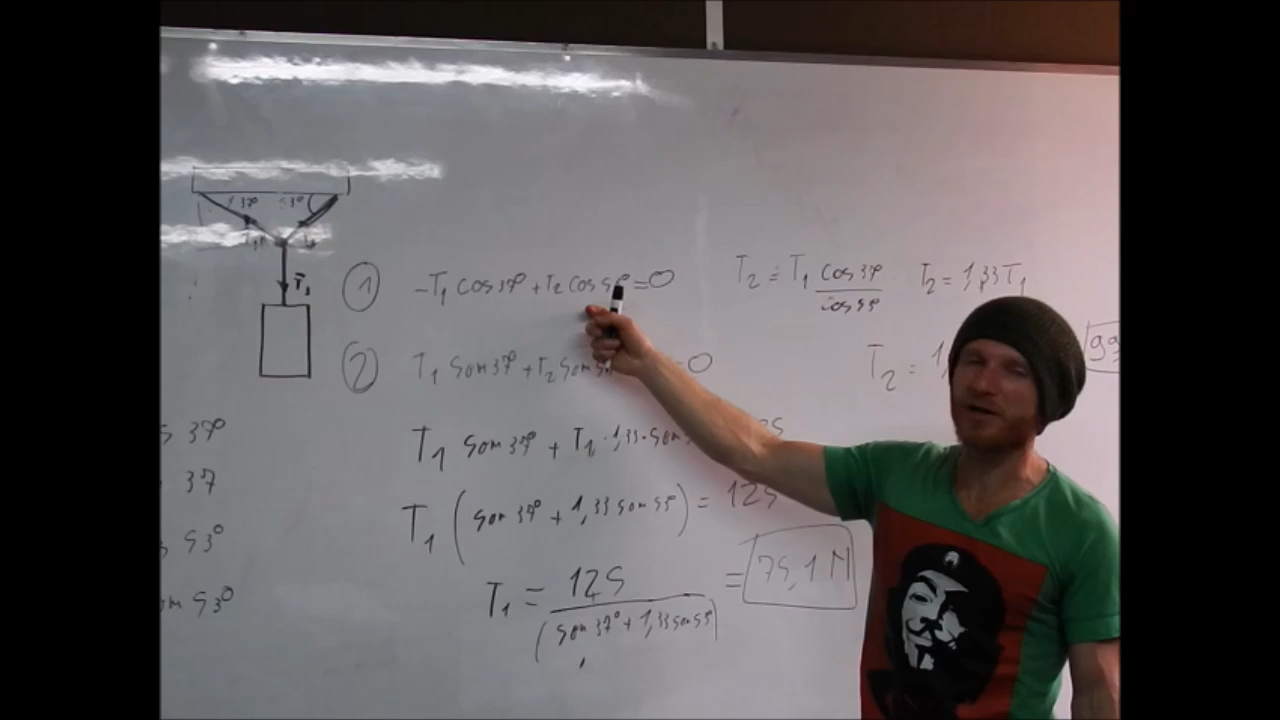 37° 53°
T₃
① -T₁ cos 37° + T₂ cos 53° = 0
T₂ = T₁ cos 37° / cos 53°
T₂ = 1,33 T₁
② T₁ sen 37° + T₂ sen = 0
T₂ = 1,
99
37°
T₁ sen 37° + T₁ · 1,33 · sen
37
T₁ (sen 37° + 1,33 sen 53°) = 125
53°
T₁ = 125 / (sen 37° + 1,33 sen 53°) = 75,1 N
sen 53°